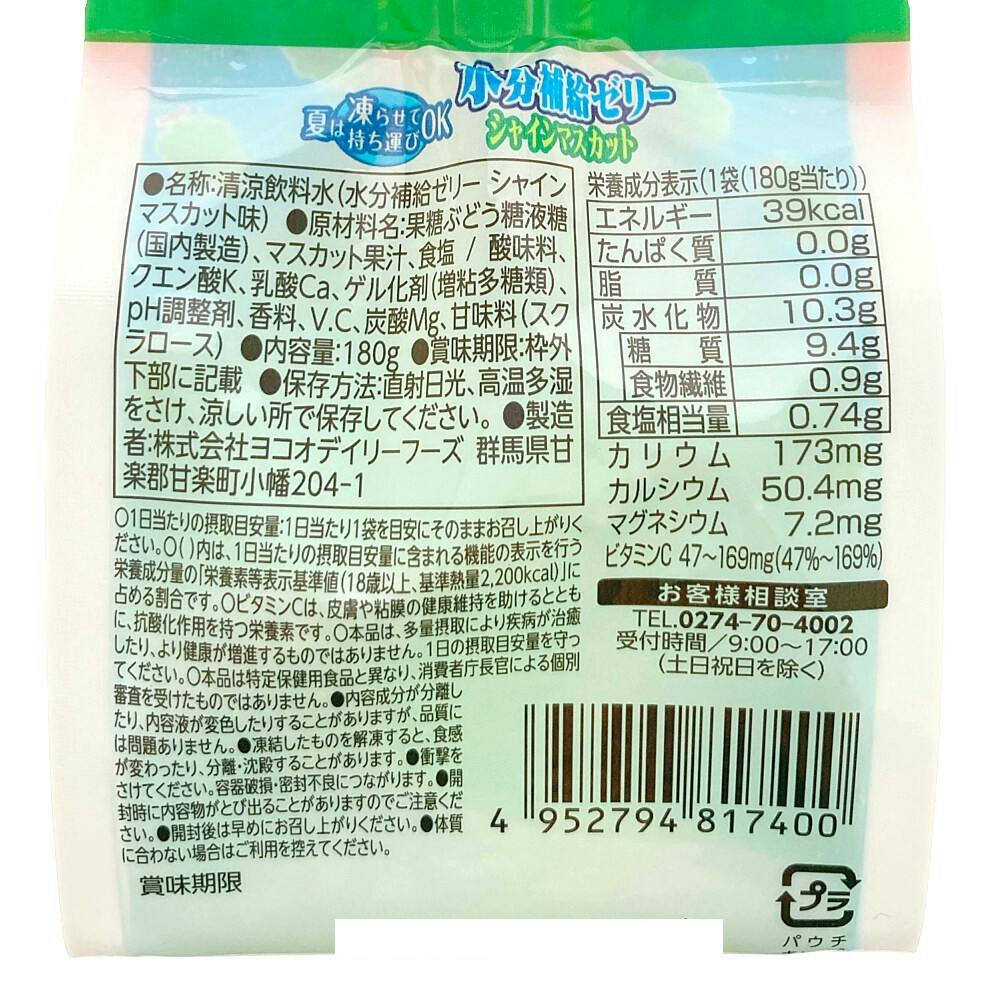 水分補給ゼリー
シャインマスカット
夏は凍らせて
持ち運びOK
●名称:清涼飲料水(水分補給ゼリー シャイン
マスカット味) ●原材料名:果糖ぶどう糖液糖
(国内製造)、マスカット果汁、食塩 / 酸味料、
クエン酸K、乳酸Ca、ゲル化剤(増粘多糖類)、
pH調整剤、香料、V.C、炭酸Mg、甘味料(スク
ラロース) ●内容量:180g ●賞味期限:枠外
下部に記載 ●保存方法:直射日光、高温多湿
をさけ、涼しい所で保存してください。 ●製造
者:株式会社ヨコオデイリーフーズ 群馬県甘
楽郡甘楽町小幡204-1
栄養成分表示(1袋(180g当たり))
エネルギー 39kcal
たんぱく質 0.0g
脂質 0.0g
炭水化物 10.3g
糖質 9.4g
食物繊維 0.9g
食塩相当量 0.74g
カリウム 173mg
カルシウム 50.4mg
マグネシウム 7.2mg
ビタミンC 47〜169mg(47%〜169%)
お客様相談室
TEL.0274-70-4002
受付時間/9:00〜17:00
(土日祝日を除く)
○1日当たりの摂取目安量:1日当たり1袋を目安にそのままお召し上がりく
ださい。○( )内は、1日当たりの摂取目安量に含まれる機能の表示を行う
栄養成分量の「栄養素等表示基準値(18歳以上、基準熱量2,200kcal)」に
占める割合です。○ビタミンCは、皮膚や粘膜の健康維持を助けるととも
に、抗酸化作用を持つ栄養素です。○本品は、多量摂取により疾病が治癒
したり、より健康が増進するものではありません。1日の摂取目安量を守っ
てください。○本品は特定保健用食品と異なり、消費者庁長官による個別
審査を受けたものではありません。●内容成分が分離し
たり、内容液が変色したりすることがありますが、品質に
は問題ありません。●凍結したものを解凍すると、食感
が変わったり、分離・沈殿することがあります。●衝撃を
さけてください。容器破損・密封不良につながります。●開
封時に内容物がとび出ることがありますのでご注意くだ
さい。●開封後は早めにお召し上がりください。●体質
に合わない場合はご利用を控えてください。
4 952794 817400
賞味期限
プラ
パウチ